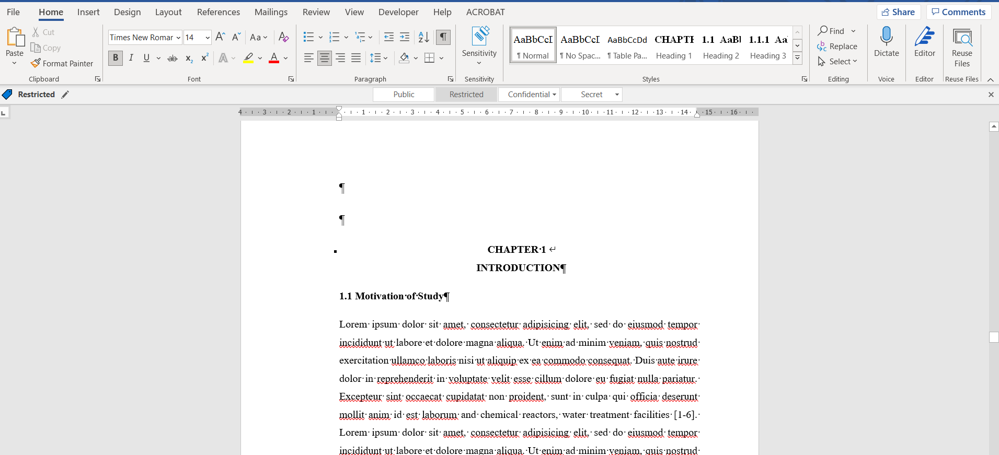 File Home Insert Design Layout References Mailings Review View Developer Help ACROBAT Share Comments
Paste Cut Copy Format Painter
Clipboard
Times New Romar 14 Aa
B I U ab x₂ x² A A
Font
Paragraph
Sensitivity
Sensitivity
AaBbCcI AaBbCcI AaBbCcDd CHAPTE 1.1 AaBl 1.1.1 Aa
¶ Normal ¶ No Spac... ¶ Table Pa... Heading 1 Heading 2 Heading 3
Styles
Find
Replace
Select
Editing
Dictate
Voice
Editor
Editor
Reuse Files
Reuse Files
Restricted Public Restricted Confidential Secret
4 3 2 1 1 2 3 4 5 6 7 8 9 10 11 12 13 14 15 16
¶
¶
CHAPTER·1 ↵
INTRODUCTION¶
1.1 Motivation·of·Study¶
Lorem· ipsum· dolor· sit· amet,· consectetur· adipisicing· elit,· sed· do· eiusmod· tempor·
incididunt·ut·labore·et·dolore·magna·aliqua.·Ut·enim·ad·minim·veniam,·quis·nostrud·
exercitation·ullamco·laboris·nisi·ut·aliquip·ex·ea·commodo·consequat.·Duis·aute·irure·
dolor·in·reprehenderit·in·voluptate·velit·esse·cillum·dolore·eu·fugiat·nulla·pariatur.·
Excepteur· sint· occaecat· cupidatat· non· proident,· sunt· in· culpa· qui· officia· deserunt·
mollit· anim· id· est· laborum· and· chemical· reactors,· water· treatment· facilities· [1-6].·
Lorem· ipsum· dolor· sit· amet,· consectetur· adipisicing· elit,· sed· do· eiusmod· tempor·
incididunt·ut·labore·et·dolore·magna·aliqua.·Ut·enim·ad·minim·veniam,·quis·nostrud·